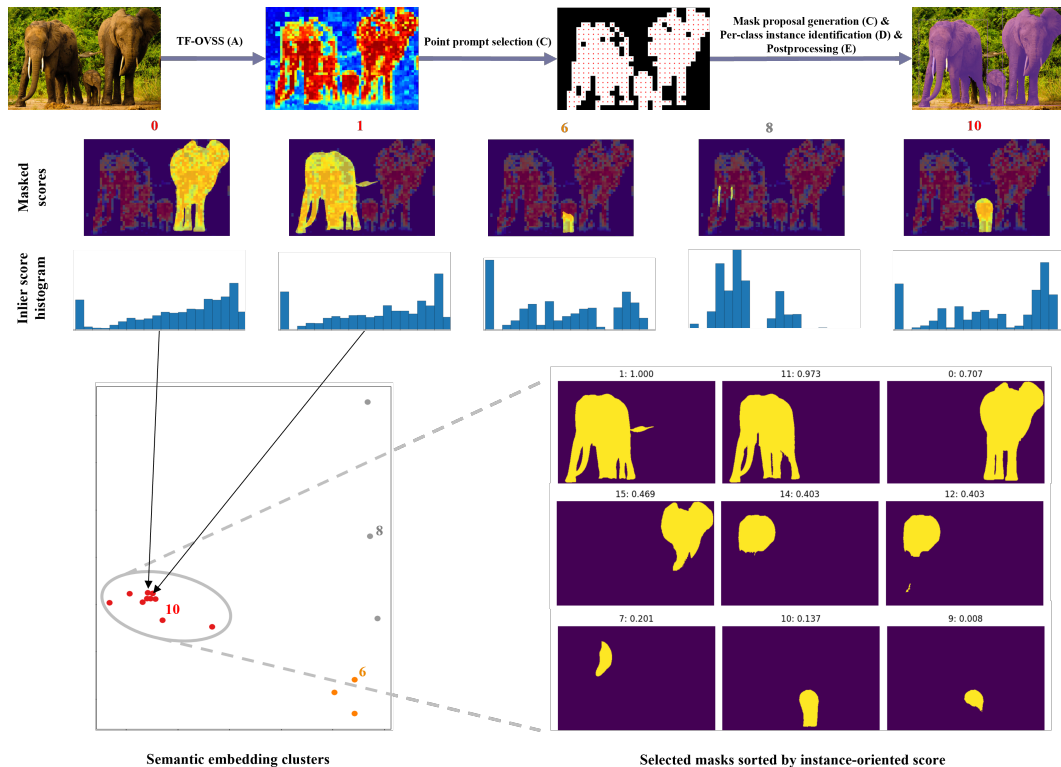 TF-OVSS (A)
Point prompt selection (C)
Mask proposal generation (C) &
Per-class instance identification (D) &
Postprocessing (E)
0
1
6
8
10
Masked
scores
Inlier score
histogram
8
10
6
1: 1.000
11: 0.973
0: 0.707
15: 0.469
14: 0.403
12: 0.403
7: 0.201
10: 0.137
9: 0.008
Semantic embedding clusters
Selected masks sorted by instance-oriented score